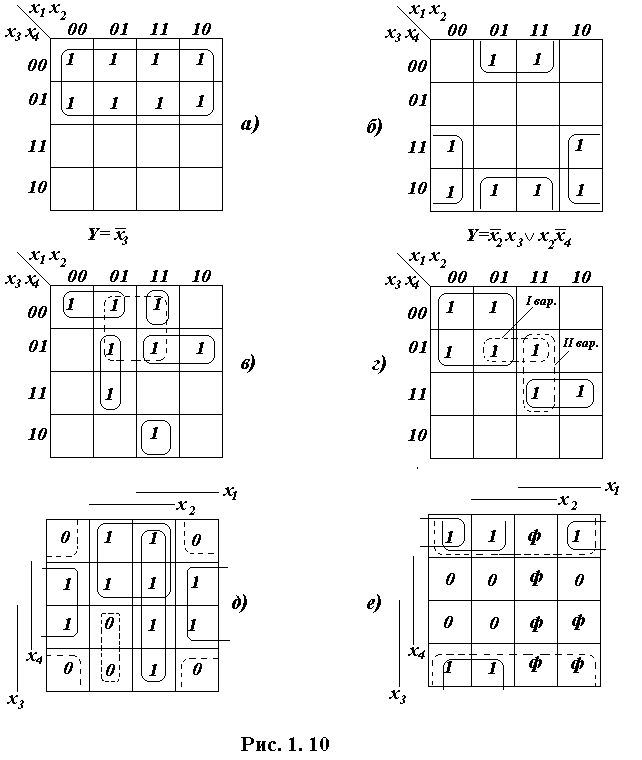 x₁ x₂
x₃ x₄ 00 01 11 10
00 1 1 1 1
01 1 1 1 1
11
10
а)
Y= x̅₃
x₁ x₂
x₃ x₄ 00 01 11 10
00 1 1
01
11 1 1
10 1 1 1 1
б)
Y=x̅₂ x₃ ∨ x₂x̅₄
x₁ x₂
x₃ x₄ 00 01 11 10
00 1 1 1
01 1 1 1
11 1
10 1
в)
x₁ x₂
x₃ x₄ 00 01 11 10
00 1 1
01 1 1 1
11 1 1
10
I вар.
II вар.
г)
x₁
x₂
0 1 1 0
1 1 1 1
1 0 1 1
0 0 1 0
x₄
x₃
д)
x₁
x₂
1 1 ф 1
0 0 ф 0
0 0 ф ф
1 1 ф ф
x₄
x₃
е)
Рис. 1. 10